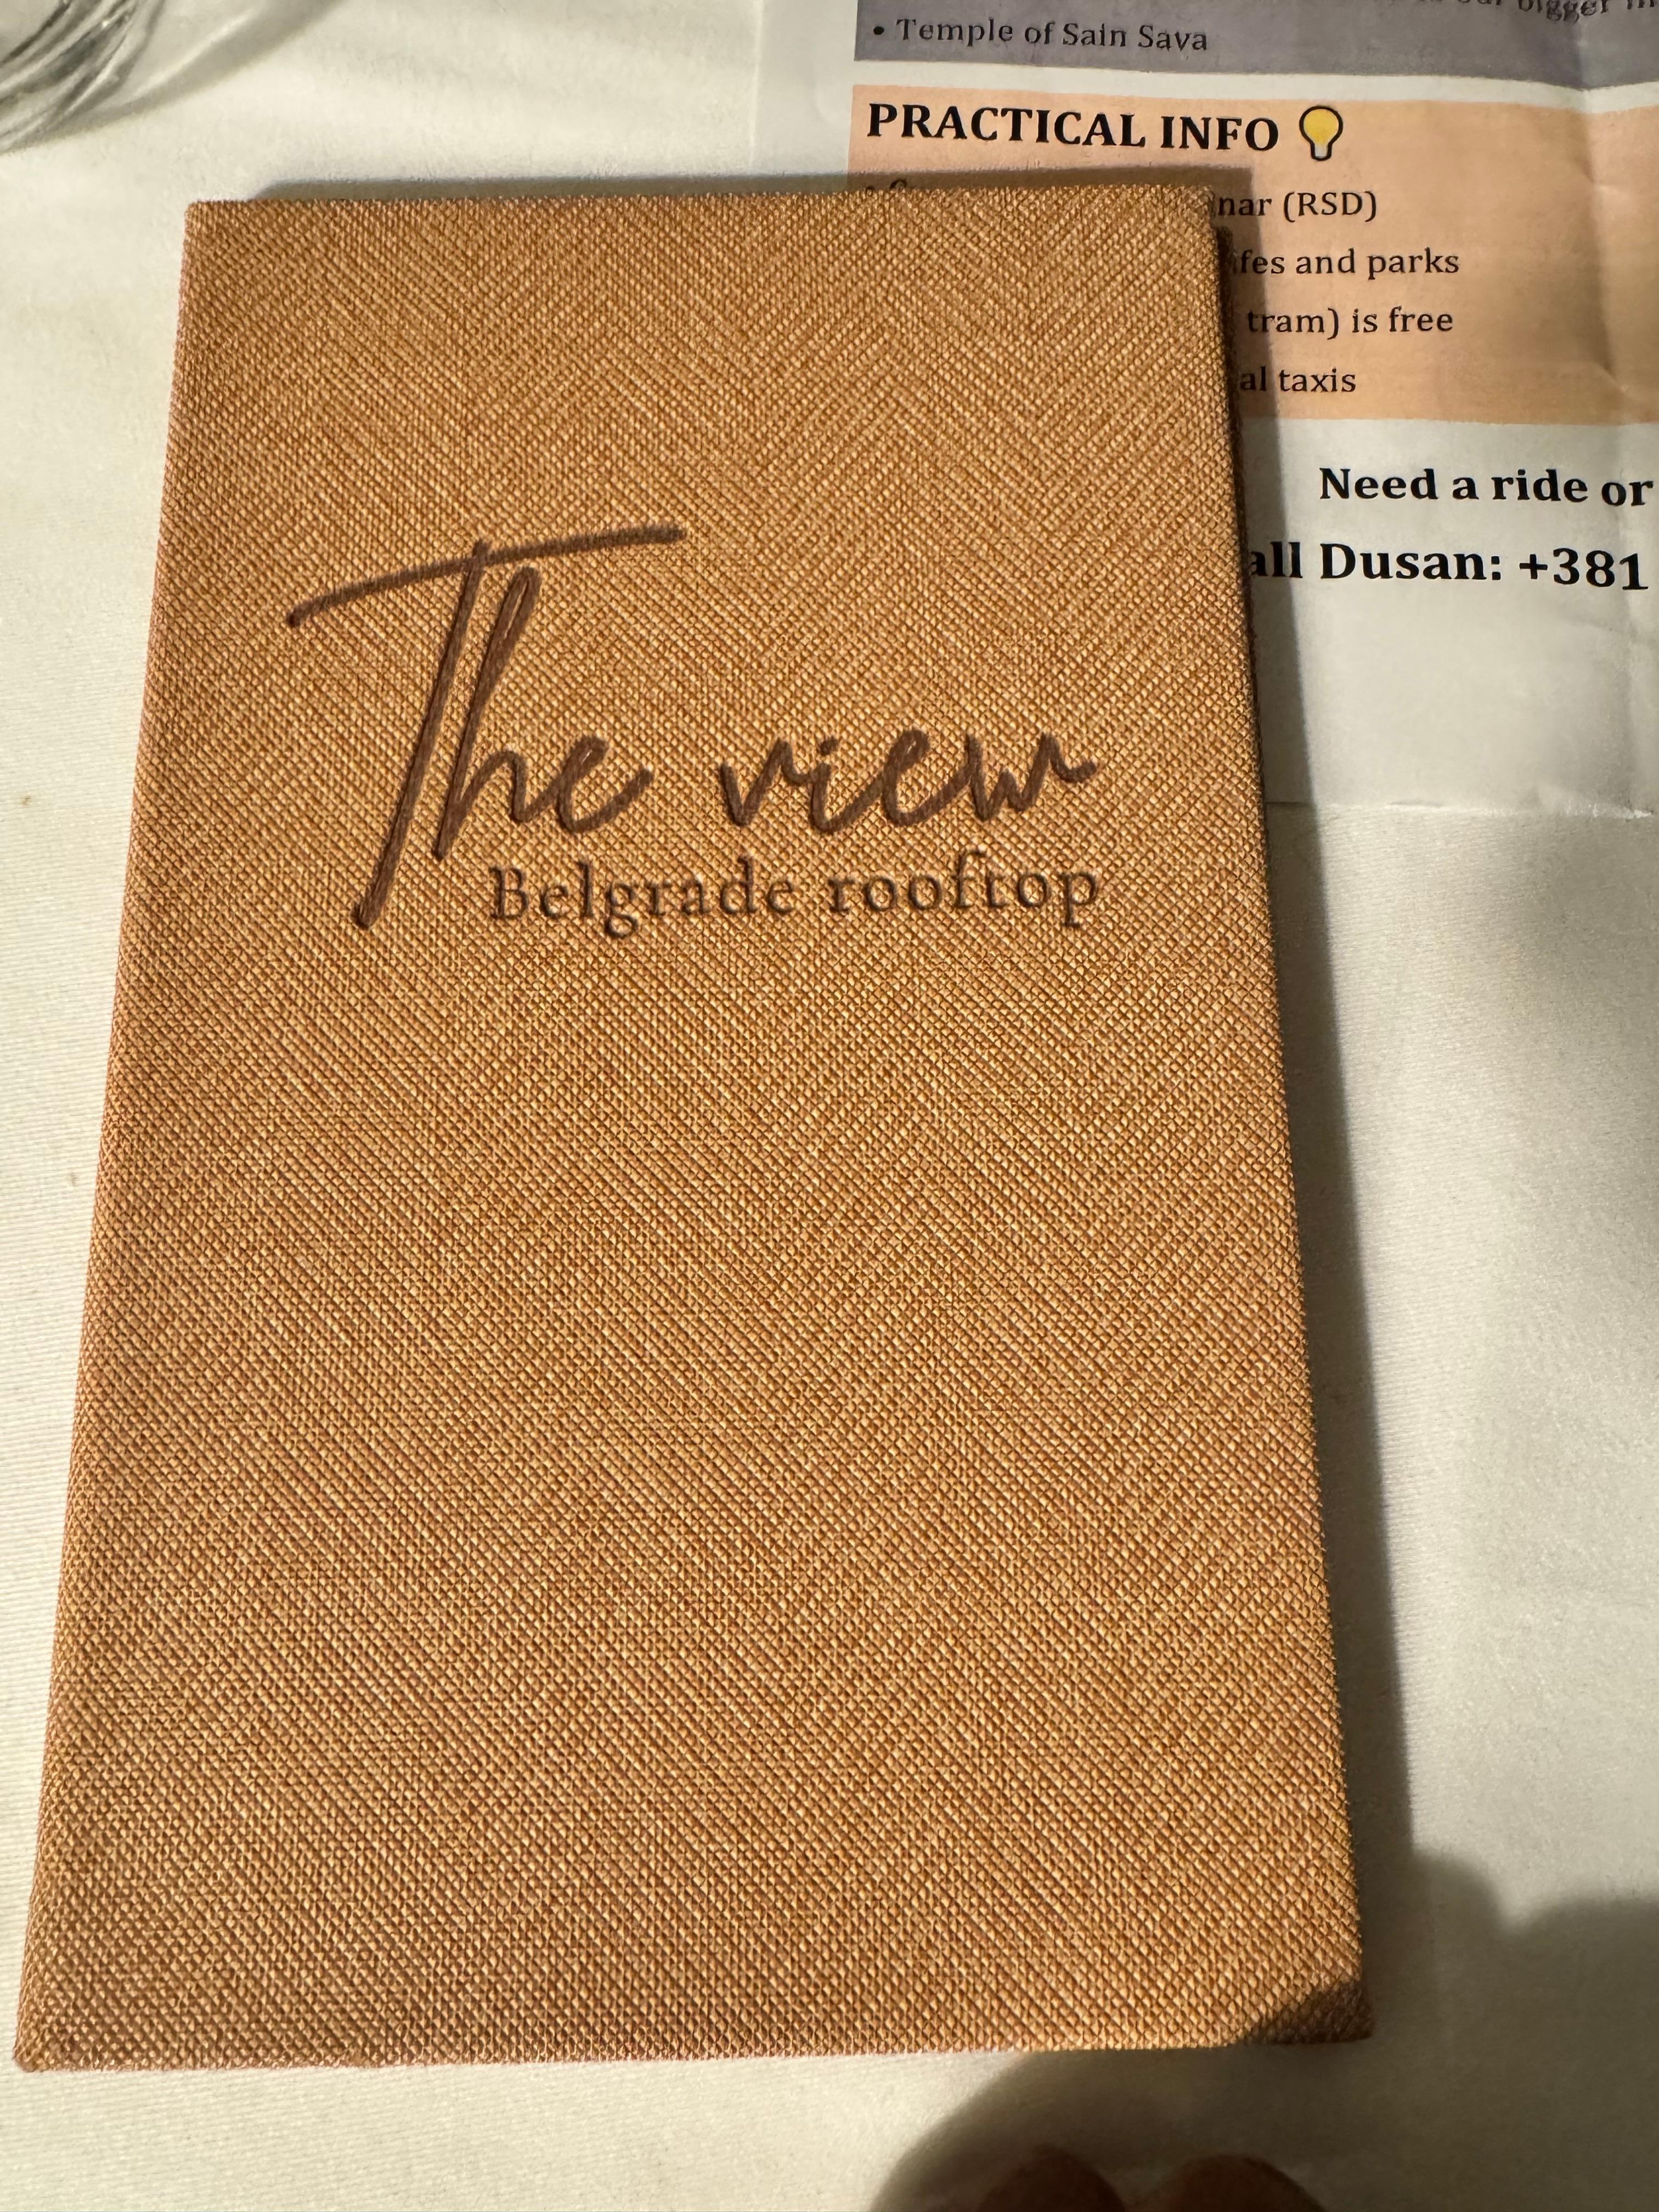 bigger
• Temple of Sain Sava
PRACTICAL INFO
nar (RSD)
fes and parks
tram) is free
al taxis
Need a ride or
all Dusan: +381
The view
Belgrade rooftop